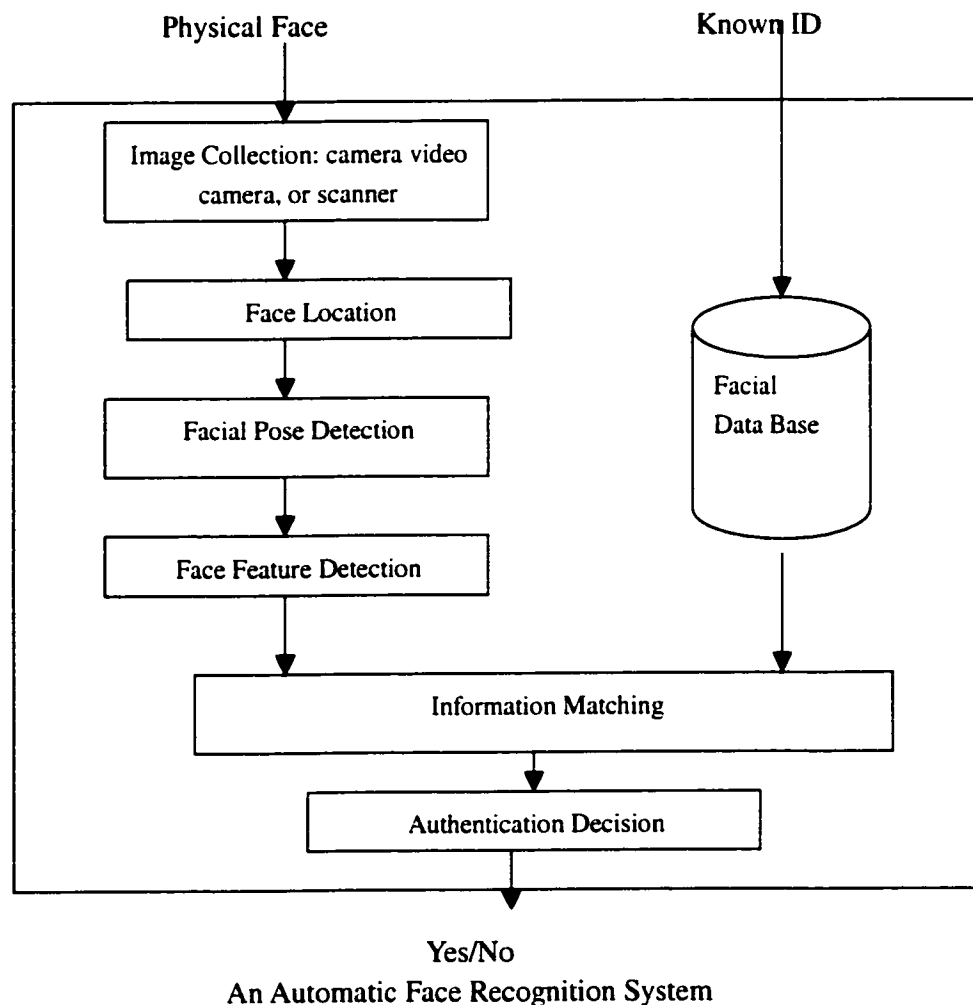 Physical Face
Known ID
Image Collection: camera video
camera, or scanner
Face Location
Facial
Data Base
Facial Pose Detection
Face Feature Detection
Information Matching
Authentication Decision
Yes/No
An Automatic Face Recognition System